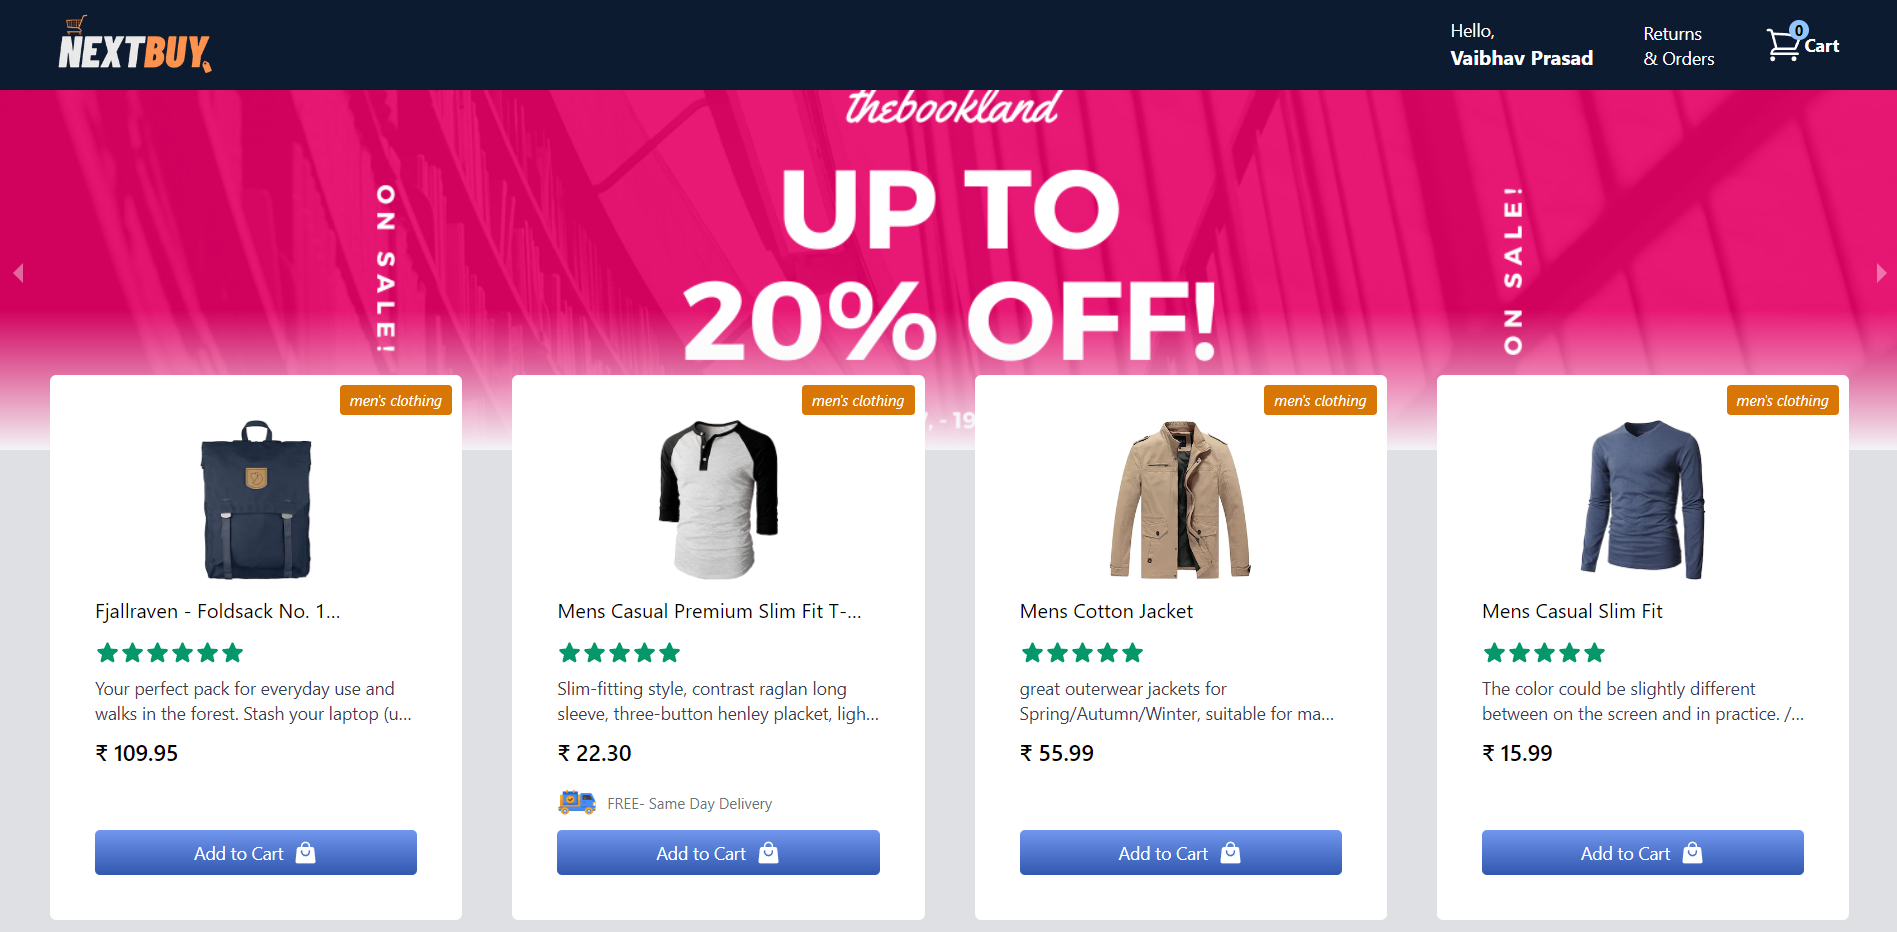 NEXTBUY
Hello,
Vaibhav Prasad
Returns
& Orders
0
Cart
thebookland
ON SALE!
UP TO
20% OFF!
ON SALE!
, - 19
men's clothing
Fjallraven - Foldsack No. 1...
Your perfect pack for everyday use and
walks in the forest. Stash your laptop (u...
₹ 109.95
Add to Cart
men's clothing
Mens Casual Premium Slim Fit T-...
Slim-fitting style, contrast raglan long
sleeve, three-button henley placket, ligh...
₹ 22.30
FREE- Same Day Delivery
Add to Cart
men's clothing
Mens Cotton Jacket
great outerwear jackets for
Spring/Autumn/Winter, suitable for ma...
₹ 55.99
Add to Cart
men's clothing
Mens Casual Slim Fit
The color could be slightly different
between on the screen and in practice. /...
₹ 15.99
Add to Cart